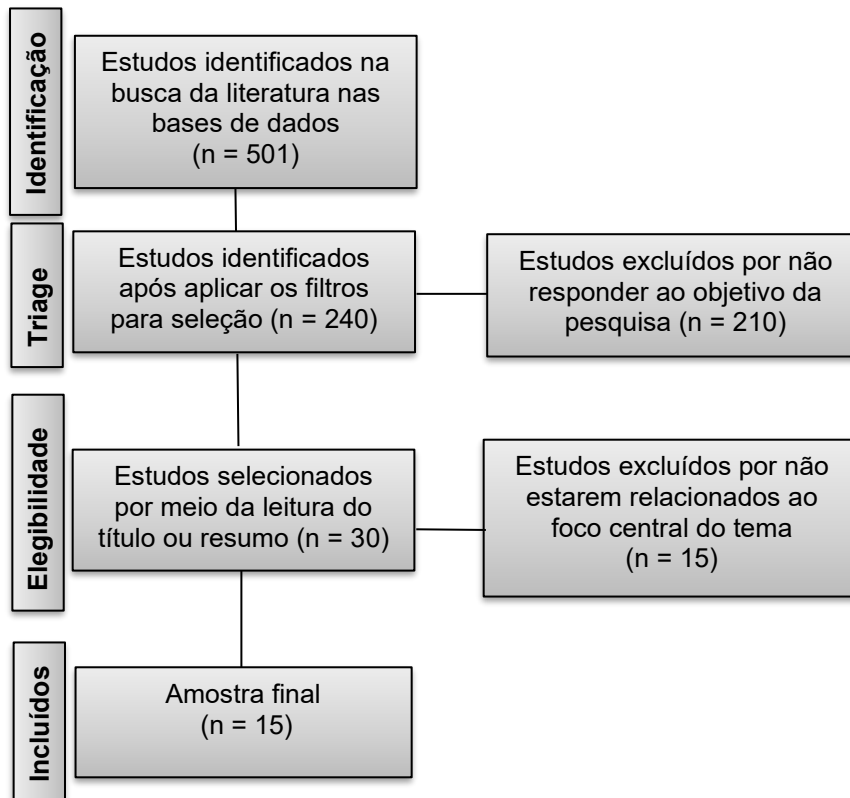 Identificação
Estudos identificados na
busca da literatura nas
bases de dados
(n = 501)
Triage
Estudos identificados
após aplicar os filtros
para seleção (n = 240)
Estudos excluídos por não
responder ao objetivo da
pesquisa (n = 210)
Elegibilidade
Estudos selecionados
por meio da leitura do
título ou resumo (n = 30)
Estudos excluídos por não
estarem relacionados ao
foco central do tema
(n = 15)
Incluídos
Amostra final
(n = 15)